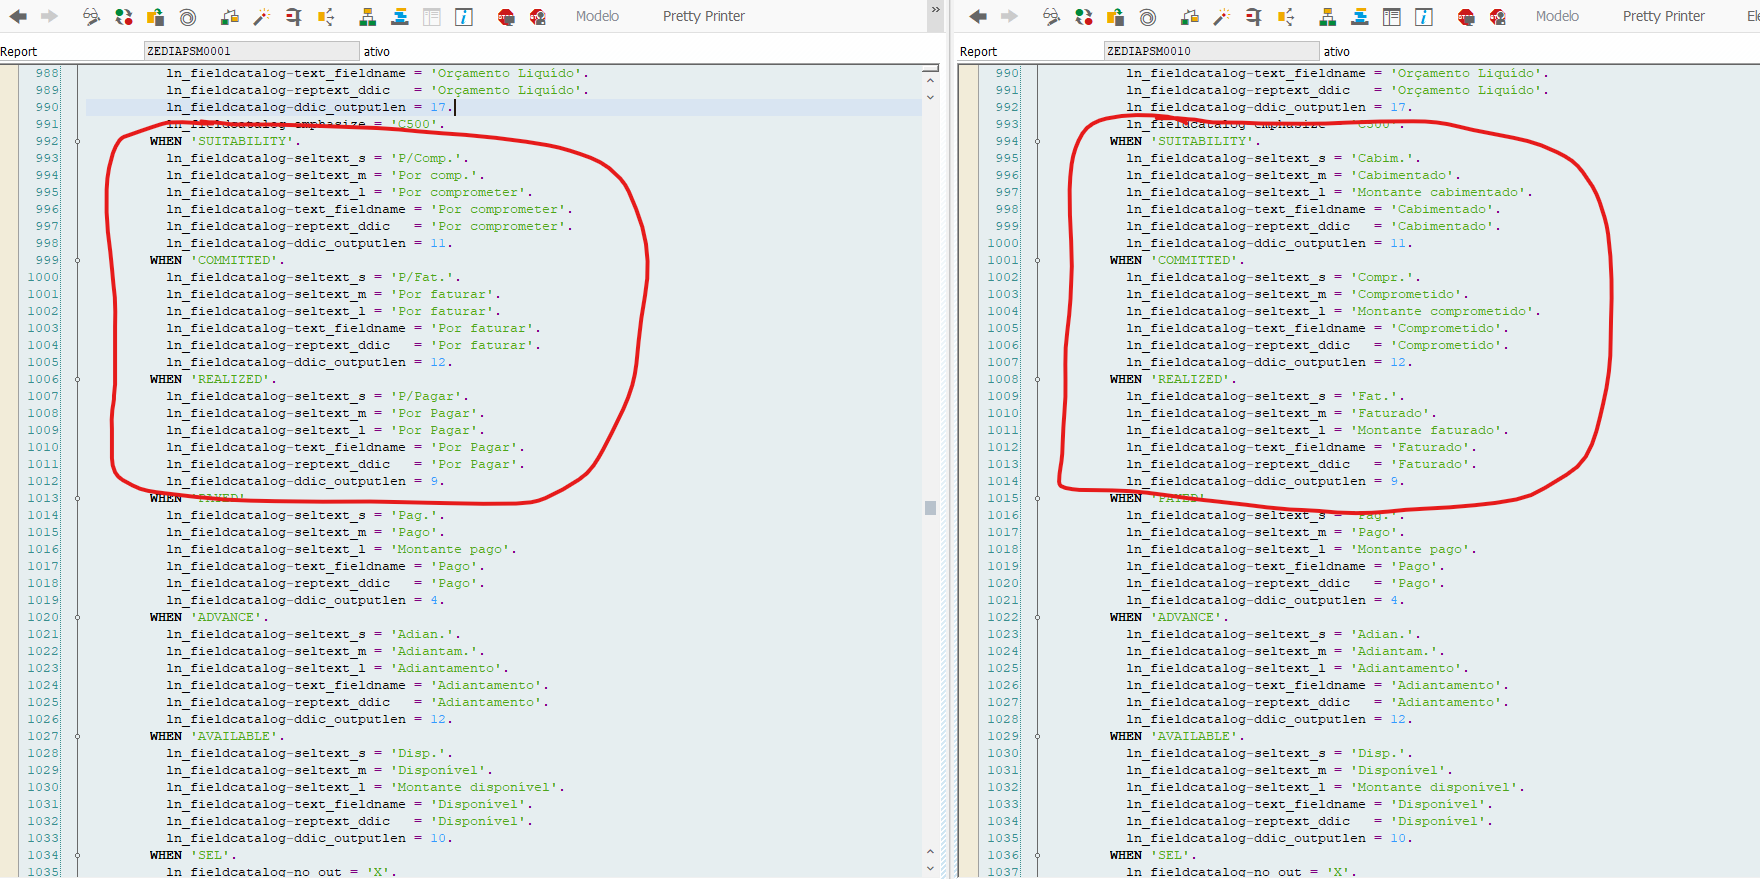 Modelo Pretty Printer
Report ZEDIAPSM0001 ativo
988 ln_fieldcatalog-text_fieldname = 'Orçamento Liquído'.
989 ln_fieldcatalog-reptext_ddic = 'Orçamento Liquído'.
990 ln_fieldcatalog-ddic_outputlen = 17.
991 ln_fieldcatalog-emphasize = 'C500'.
992 WHEN 'SUITABILITY'.
993 ln_fieldcatalog-seltext_s = 'P/Comp.'.
994 ln_fieldcatalog-seltext_m = 'Por comp.'.
995 ln_fieldcatalog-seltext_l = 'Por comprometer'.
996 ln_fieldcatalog-text_fieldname = 'Por comprometer'.
997 ln_fieldcatalog-reptext_ddic = 'Por comprometer'.
998 ln_fieldcatalog-ddic_outputlen = 11.
999 WHEN 'COMMITTED'.
1000 ln_fieldcatalog-seltext_s = 'P/Fat.'.
1001 ln_fieldcatalog-seltext_m = 'Por faturar'.
1002 ln_fieldcatalog-seltext_l = 'Por faturar'.
1003 ln_fieldcatalog-text_fieldname = 'Por faturar'.
1004 ln_fieldcatalog-reptext_ddic = 'Por faturar'.
1005 ln_fieldcatalog-ddic_outputlen = 12.
1006 WHEN 'REALIZED'.
1007 ln_fieldcatalog-seltext_s = 'P/Pagar'.
1008 ln_fieldcatalog-seltext_m = 'Por Pagar'.
1009 ln_fieldcatalog-seltext_l = 'Por Pagar'.
1010 ln_fieldcatalog-text_fieldname = 'Por Pagar'.
1011 ln_fieldcatalog-reptext_ddic = 'Por Pagar'.
1012 ln_fieldcatalog-ddic_outputlen = 9.
1013 WHEN 'PAYED'.
1014 ln_fieldcatalog-seltext_s = 'Pag.'.
1015 ln_fieldcatalog-seltext_m = 'Pago'.
1016 ln_fieldcatalog-seltext_l = 'Montante pago'.
1017 ln_fieldcatalog-text_fieldname = 'Pago'.
1018 ln_fieldcatalog-reptext_ddic = 'Pago'.
1019 ln_fieldcatalog-ddic_outputlen = 4.
1020 WHEN 'ADVANCE'.
1021 ln_fieldcatalog-seltext_s = 'Adian.'.
1022 ln_fieldcatalog-seltext_m = 'Adiantam.'.
1023 ln_fieldcatalog-seltext_l = 'Adiantamento'.
1024 ln_fieldcatalog-text_fieldname = 'Adiantamento'.
1025 ln_fieldcatalog-reptext_ddic = 'Adiantamento'.
1026 ln_fieldcatalog-ddic_outputlen = 12.
1027 WHEN 'AVAILABLE'.
1028 ln_fieldcatalog-seltext_s = 'Disp.'.
1029 ln_fieldcatalog-seltext_m = 'Disponível'.
1030 ln_fieldcatalog-seltext_l = 'Montante disponível'.
1031 ln_fieldcatalog-text_fieldname = 'Disponível'.
1032 ln_fieldcatalog-reptext_ddic = 'Disponível'.
1033 ln_fieldcatalog-ddic_outputlen = 10.
1034 WHEN 'SEL'.
1035 ln_fieldcatalog-no_out = 'X'.
Modelo Pretty Printer El
Report ZEDIAPSM0010 ativo
990 ln_fieldcatalog-text_fieldname = 'Orçamento Liquído'.
991 ln_fieldcatalog-reptext_ddic = 'Orçamento Liquído'.
992 ln_fieldcatalog-ddic_outputlen = 17.
993 ln_fieldcatalog-emphasize = 'C500'.
994 WHEN 'SUITABILITY'.
995 ln_fieldcatalog-seltext_s = 'Cabim.'.
996 ln_fieldcatalog-seltext_m = 'Cabimentado'.
997 ln_fieldcatalog-seltext_l = 'Montante cabimentado'.
998 ln_fieldcatalog-text_fieldname = 'Cabimentado'.
999 ln_fieldcatalog-reptext_ddic = 'Cabimentado'.
1000 ln_fieldcatalog-ddic_outputlen = 11.
1001 WHEN 'COMMITTED'.
1002 ln_fieldcatalog-seltext_s = 'Compr.'.
1003 ln_fieldcatalog-seltext_m = 'Comprometido'.
1004 ln_fieldcatalog-seltext_l = 'Montante comprometido'.
1005 ln_fieldcatalog-text_fieldname = 'Comprometido'.
1006 ln_fieldcatalog-reptext_ddic = 'Comprometido'.
1007 ln_fieldcatalog-ddic_outputlen = 12.
1008 WHEN 'REALIZED'.
1009 ln_fieldcatalog-seltext_s = 'Fat.'.
1010 ln_fieldcatalog-seltext_m = 'Faturado'.
1011 ln_fieldcatalog-seltext_l = 'Montante faturado'.
1012 ln_fieldcatalog-text_fieldname = 'Faturado'.
1013 ln_fieldcatalog-reptext_ddic = 'Faturado'.
1014 ln_fieldcatalog-ddic_outputlen = 9.
1015 WHEN 'PAYED'.
1016 ln_fieldcatalog-seltext_s = 'Pag.'.
1017 ln_fieldcatalog-seltext_m = 'Pago'.
1018 ln_fieldcatalog-seltext_l = 'Montante pago'.
1019 ln_fieldcatalog-text_fieldname = 'Pago'.
1020 ln_fieldcatalog-reptext_ddic = 'Pago'.
1021 ln_fieldcatalog-ddic_outputlen = 4.
1022 WHEN 'ADVANCE'.
1023 ln_fieldcatalog-seltext_s = 'Adian.'.
1024 ln_fieldcatalog-seltext_m = 'Adiantam.'.
1025 ln_fieldcatalog-seltext_l = 'Adiantamento'.
1026 ln_fieldcatalog-text_fieldname = 'Adiantamento'.
1027 ln_fieldcatalog-reptext_ddic = 'Adiantamento'.
1028 ln_fieldcatalog-ddic_outputlen = 12.
1029 WHEN 'AVAILABLE'.
1030 ln_fieldcatalog-seltext_s = 'Disp.'.
1031 ln_fieldcatalog-seltext_m = 'Disponível'.
1032 ln_fieldcatalog-seltext_l = 'Montante disponível'.
1033 ln_fieldcatalog-text_fieldname = 'Disponível'.
1034 ln_fieldcatalog-reptext_ddic = 'Disponível'.
1035 ln_fieldcatalog-ddic_outputlen = 10.
1036 WHEN 'SEL'.
1037 ln_fieldcatalog-no_out = 'X'.